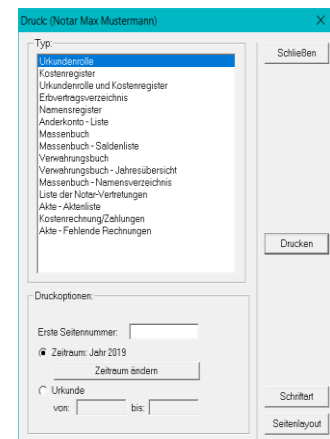 Druck: (Notar Max Mustermann)
Typ:
Urkundenrolle
Kostenregister
Urkundenrolle und Kostenregister
Erbvertragsverzeichnis
Namensregister
Anderkonto - Liste
Massenbuch
Massenbuch - Saldenliste
Verwahrungsbuch
Verwahrungsbuch - Jahresübersicht
Massenbuch - Namensverzeichnis
Liste der Notar-Vertretungen
Akte - Aktenliste
Kostenrechnung/Zahlungen
Akte - Fehlende Rechnungen
Schließen
Drucken
Druckoptionen:
Erste Seitennummer:
Zeitraum: Jahr 2019
Zeitraum ändern
Urkunde
von: bis:
Schriftart
Seitenlayout